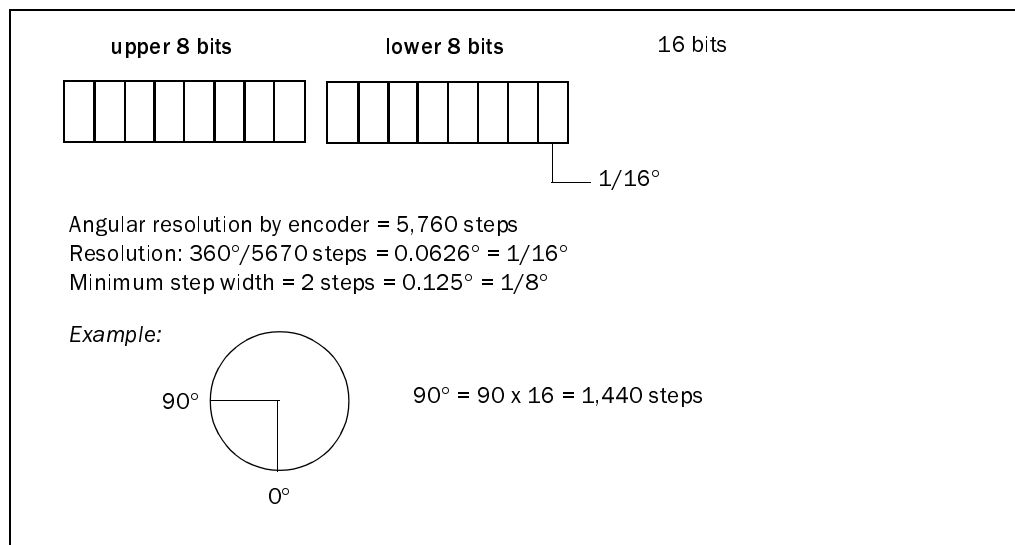 upper 8 bits lower 8 bits 16 bits
1/16°
Angular resolution by encoder = 5,760 steps
Resolution: 360°/5670 steps = 0.0626° = 1/16°
Minimum step width = 2 steps = 0.125° = 1/8°
Example:
90° 90° = 90 x 16 = 1,440 steps
0°